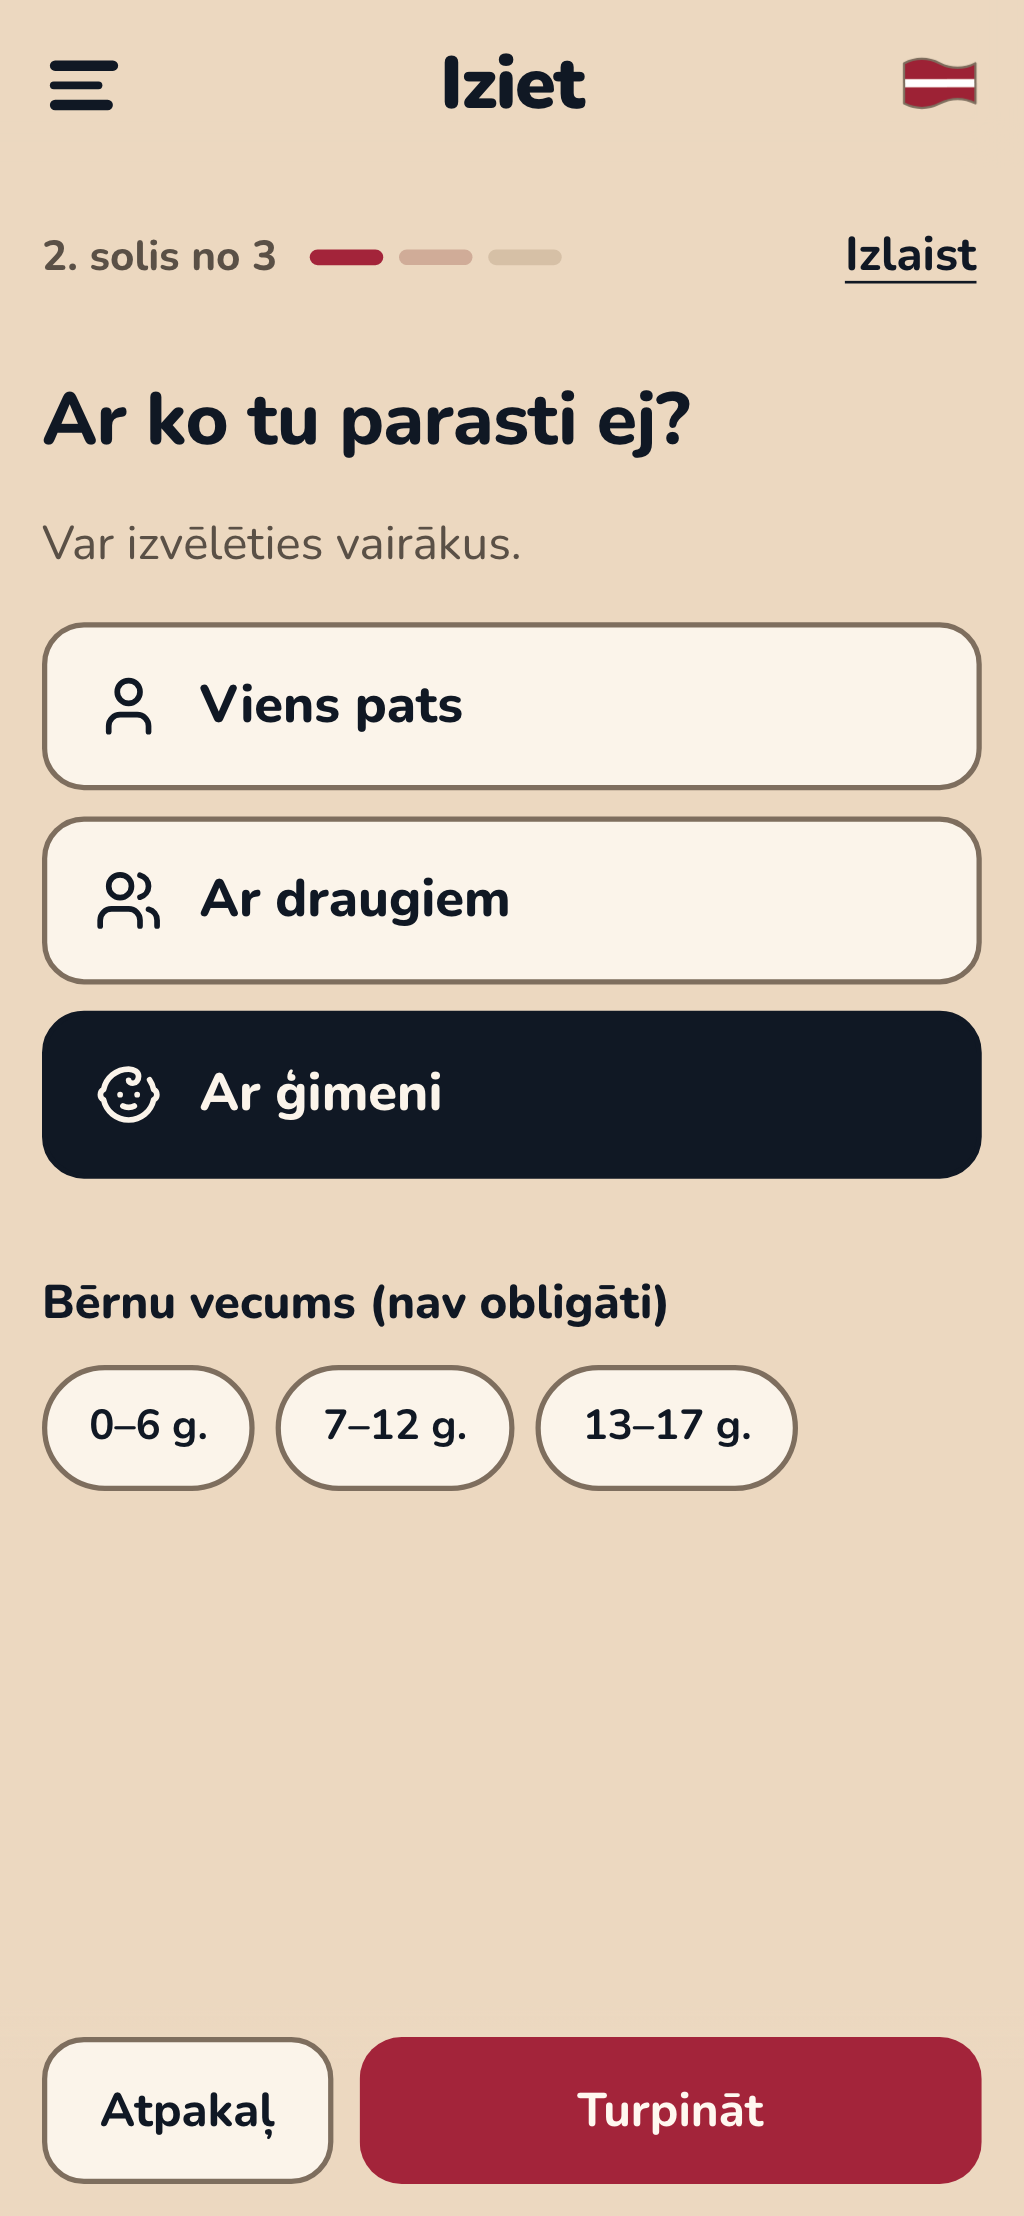 Iziet
2. solis no 3
Izlaist
Ar ko tu parasti ej?
Var izvēlēties vairākus.
Viens pats
Ar draugiem
Ar ģimeni
Bērnu vecums (nav obligāti)
0–6 g.
7–12 g.
13–17 g.
Atpakaļ
Turpināt